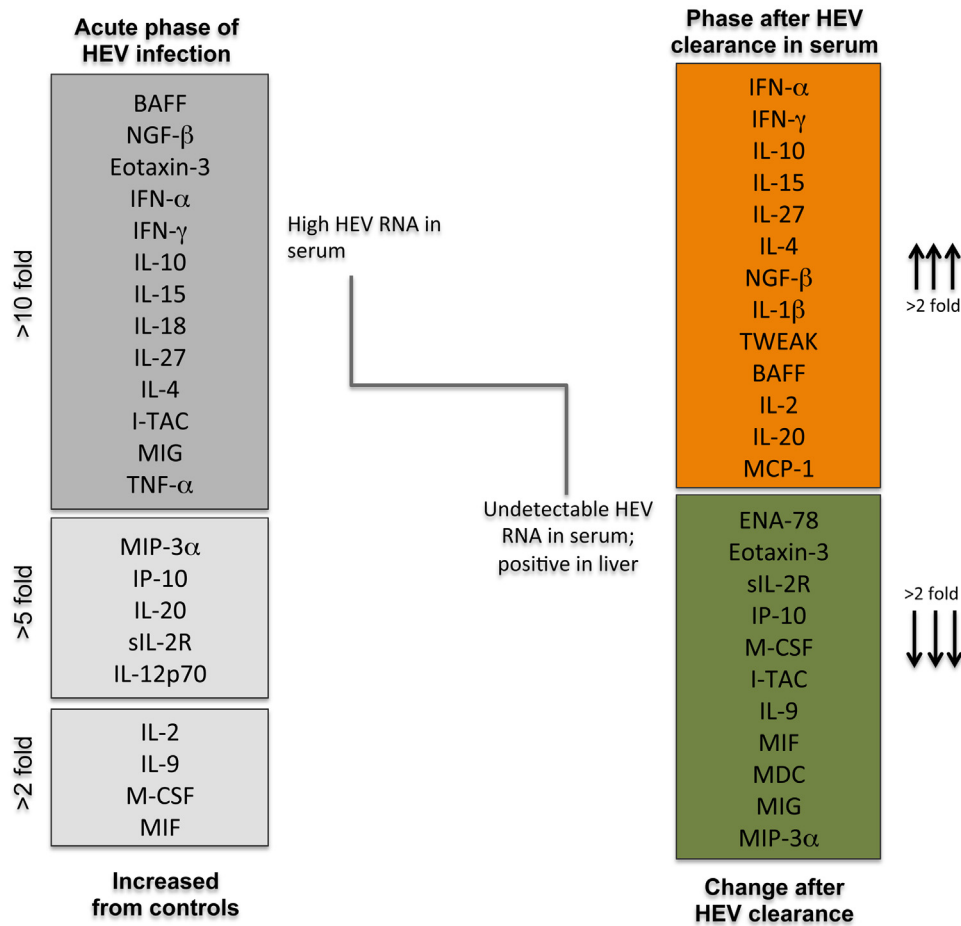 Acute phase of
HEV infection
>10 fold
BAFF
NGF-β
Eotaxin-3
IFN-α
IFN-γ
IL-10
IL-15
IL-18
IL-27
IL-4
I-TAC
MIG
TNF-α
>5 fold
MIP-3α
IP-10
IL-20
sIL-2R
IL-12p70
>2 fold
IL-2
IL-9
M-CSF
MIF
Increased
from controls
High HEV RNA in
serum
Undetectable HEV
RNA in serum;
positive in liver
Phase after HEV
clearance in serum
IFN-α
IFN-γ
IL-10
IL-15
IL-27
IL-4
NGF-β
IL-1β
TWEAK
BAFF
IL-2
IL-20
MCP-1
>2 fold
ENA-78
Eotaxin-3
sIL-2R
IP-10
M-CSF
I-TAC
IL-9
MIF
MDC
MIG
MIP-3α
>2 fold
Change after
HEV clearance